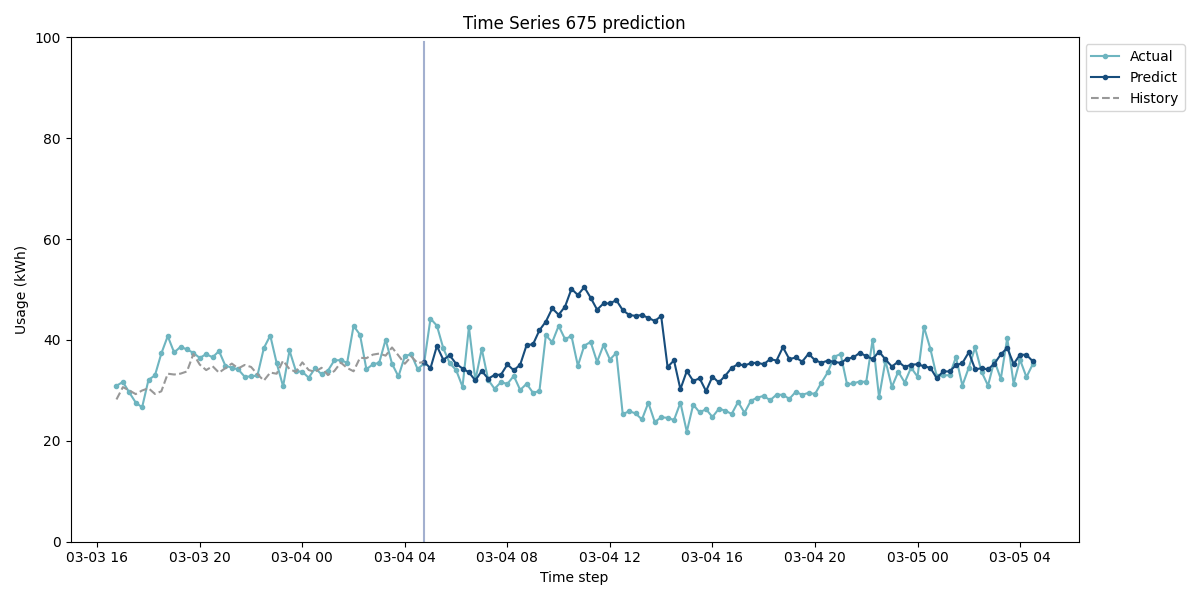 Time Series 675 prediction
Usage (kWh)
100
80
60
40
20
0
03-03 16
03-03 20
03-04 00
03-04 04
03-04 08
03-04 12
03-04 16
03-04 20
03-05 00
03-05 04
Time step
Actual
Predict
History